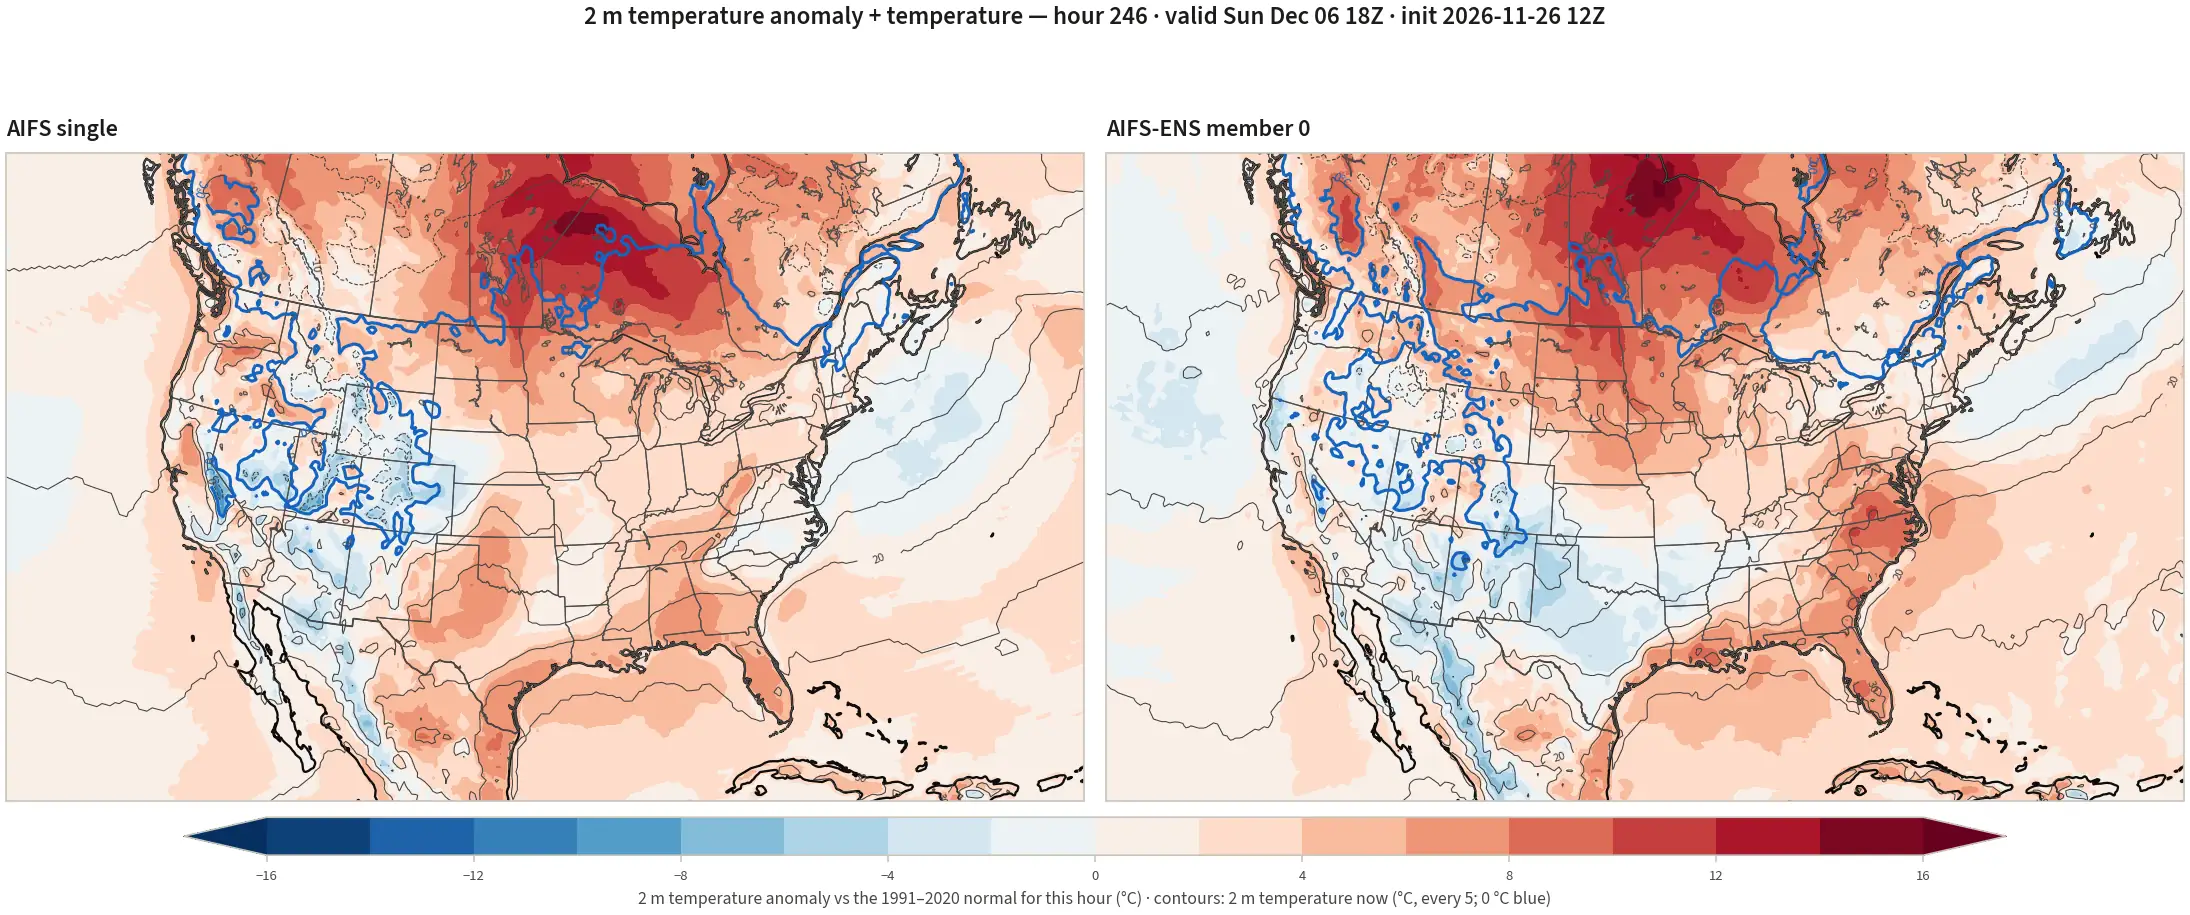 2 m temperature anomaly + temperature — hour 246 · valid Sun Dec 06 18Z · init 2026-11-26 12Z
AIFS single
AIFS-ENS member 0
20
20
−16
−12
−8
−4
0
4
8
12
16
2 m temperature anomaly vs the 1991–2020 normal for this hour (°C) · contours: 2 m temperature now (°C, every 5; 0 °C blue)